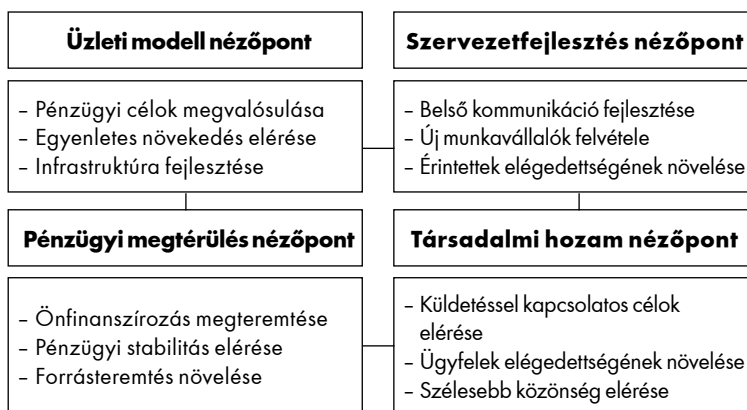 Üzleti modell nézőpont
– Pénzügyi célok megvalósulása
– Egyenletes növekedés elérése
– Infrastruktúra fejlesztése
Szervezetfejlesztés nézőpont
– Belső kommunikáció fejlesztése
– Új munkavállalók felvétele
– Érintettek elégedettségének növelése
Pénzügyi megtérülés nézőpont
– Önfinanszírozás megteremtése
– Pénzügyi stabilitás elérése
– Forrásteremtés növelése
Társadalmi hozam nézőpont
– Küldetéssel kapcsolatos célok
elérése
– Ügyfelek elégedettségének növelése
– Szélesebb közönség elérése